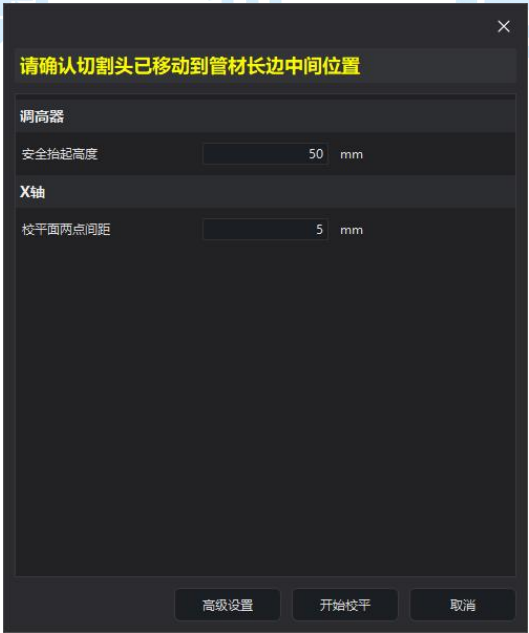 请确认切割头已移动到管材长边中间位置
调高器
安全抬起高度 50 mm
X轴
校平面两点间距 5 mm
高级设置 开始校平 取消